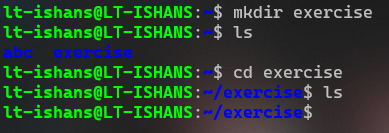 lt-ishans@LT-ISHANS:~$ mkdir exercise
lt-ishans@LT-ISHANS:~$ ls
abc  exercise
lt-ishans@LT-ISHANS:~$ cd exercise
lt-ishans@LT-ISHANS:~/exercise$ ls
lt-ishans@LT-ISHANS:~/exercise$